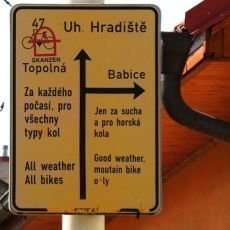 47
Uh. Hradiště
SKANZEN
Topolná
Babice
Za každého
počasí, pro
všechny
typy kol
Jen za sucha
a pro horská
kola
All weather
All bikes
Good weather,
moutain bike
only